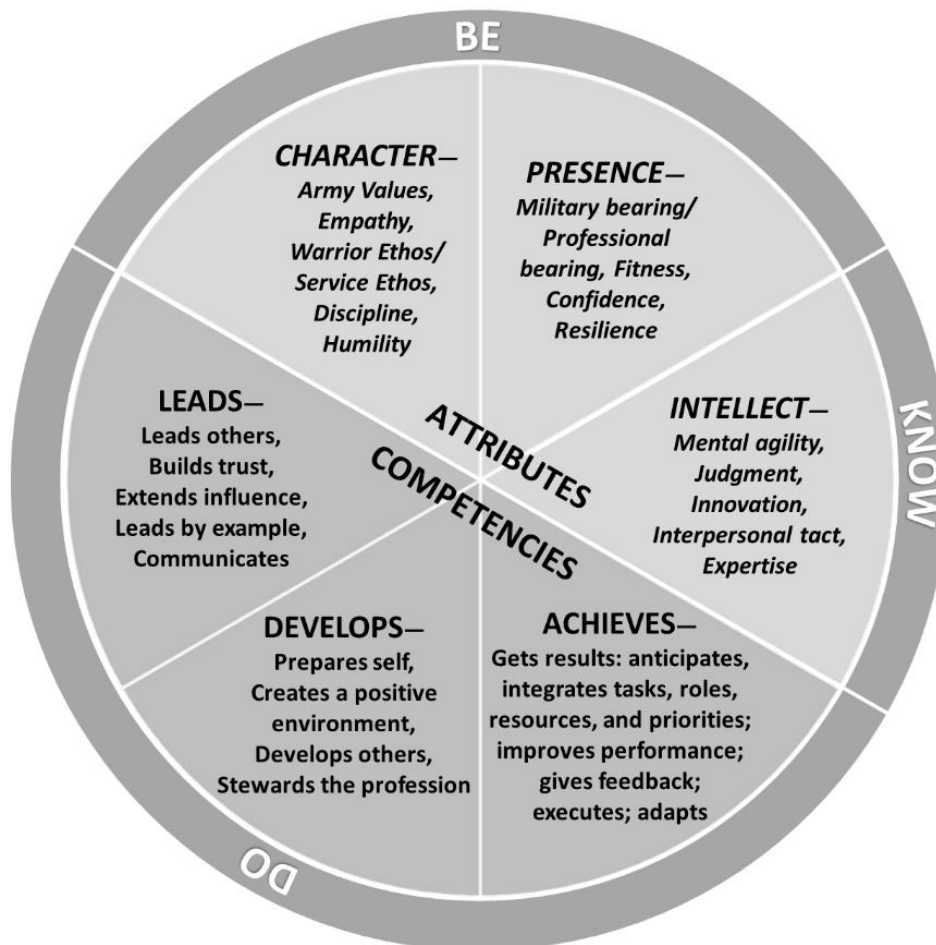 BE
CHARACTER—
Army Values,
Empathy,
Warrior Ethos/
Service Ethos,
Discipline,
Humility
PRESENCE—
Military bearing/
Professional
bearing, Fitness,
Confidence,
Resilience
KNOW
INTELLECT—
Mental agility,
Judgment,
Innovation,
Interpersonal tact,
Expertise
ATTRIBUTES
COMPETENCIES
LEADS—
Leads others,
Builds trust,
Extends influence,
Leads by example,
Communicates
DEVELOPS—
Prepares self,
Creates a positive
environment,
Develops others,
Stewards the profession
ACHIEVES—
Gets results: anticipates,
integrates tasks, roles,
resources, and priorities;
improves performance;
gives feedback;
executes; adapts
DO